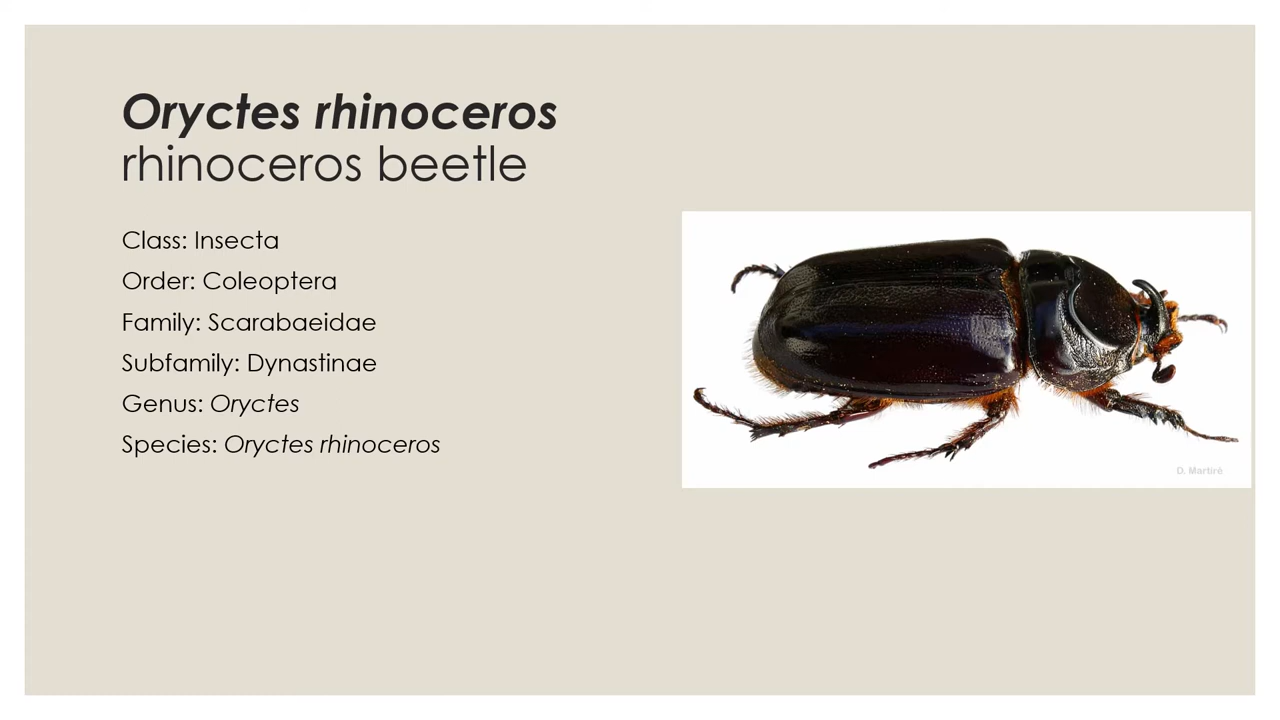 Oryctes rhinoceros
rhinoceros beetle
Class: Insecta
Order: Coleoptera
Family: Scarabaeidae
Subfamily: Dynastinae
Genus: Oryctes
Species: Oryctes rhinoceros
D. Martiré